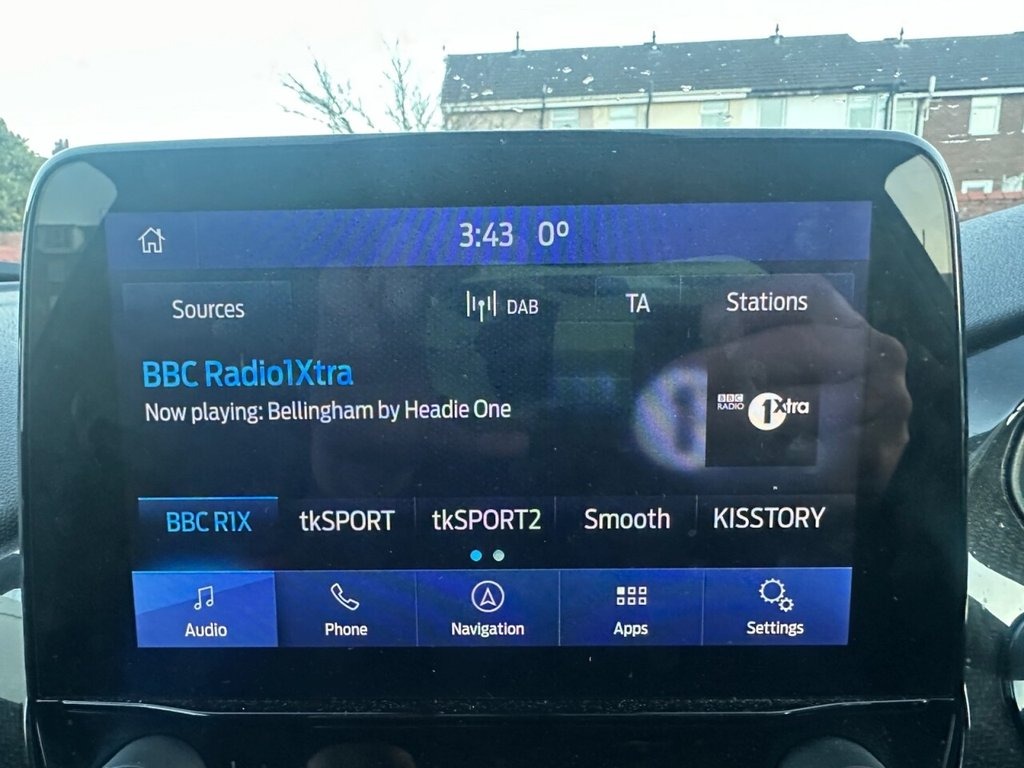 3:43 0°
Sources DAB TA Stations
BBC Radio1Xtra
Now playing: Bellingham by Headie One
BBC RADIO 1Xtra
BBC R1X tkSPORT tkSPORT2 Smooth KISSTORY
Audio Phone Navigation Apps Settings